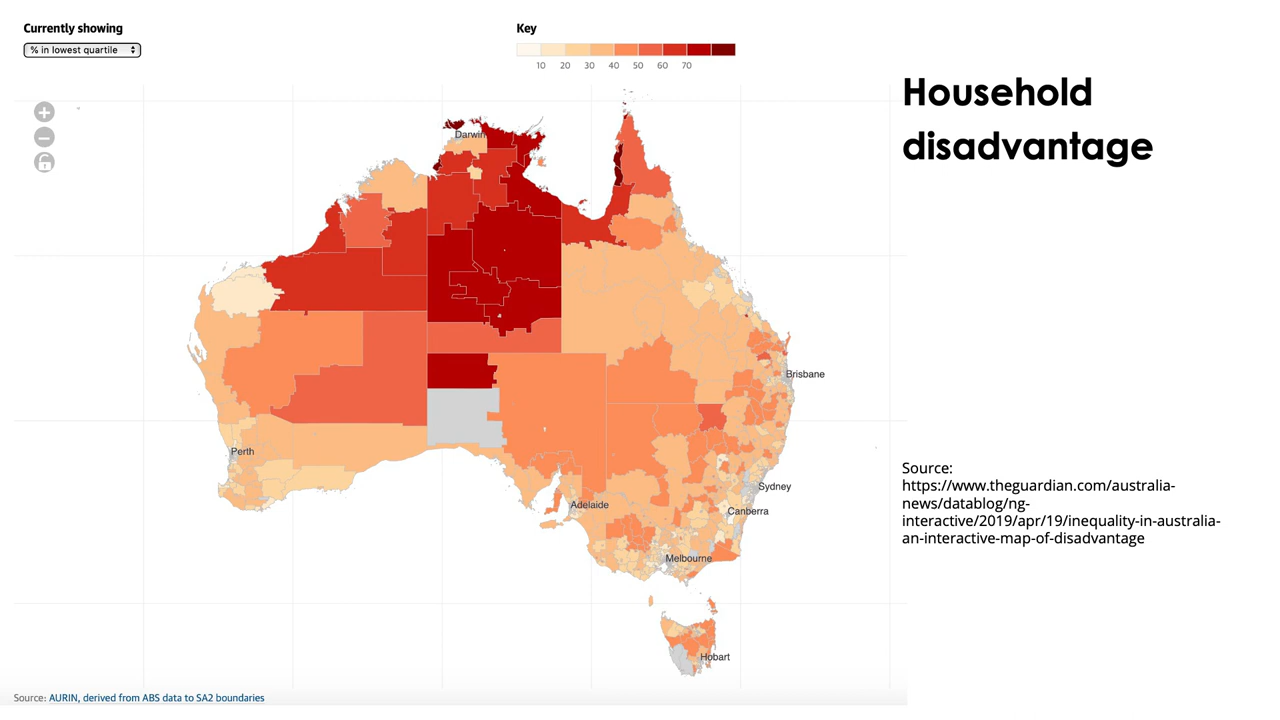 Currently showing
% in lowest quartile
Key
10 20 30 40 50 60 70
Household
disadvantage
Darwin
Brisbane
Perth
Sydney
Adelaide
Canberra
Melbourne
Hobart
Source:
https://www.theguardian.com/australia-
news/datablog/ng-
interactive/2019/apr/19/inequality-in-australia-
an-interactive-map-of-disadvantage
Source: AURIN, derived from ABS data to SA2 boundaries